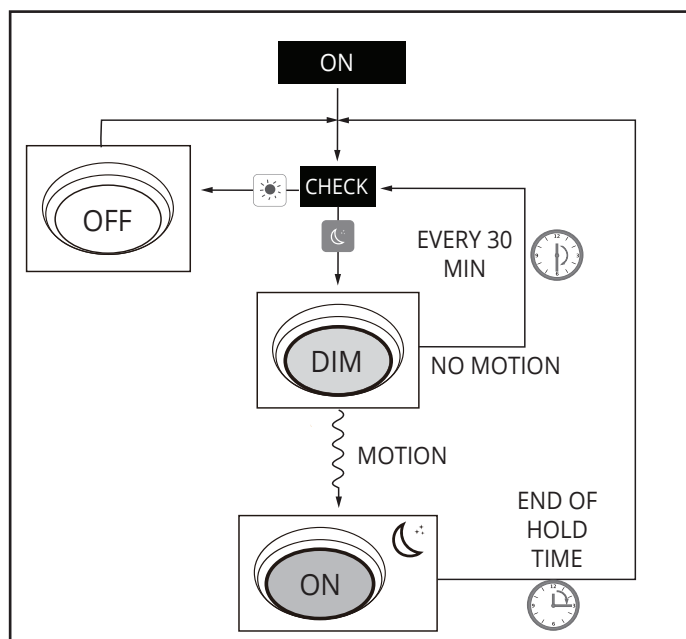 ON
CHECK
OFF
EVERY 30
MIN
DIM
NO MOTION
MOTION
END OF
HOLD
TIME
ON